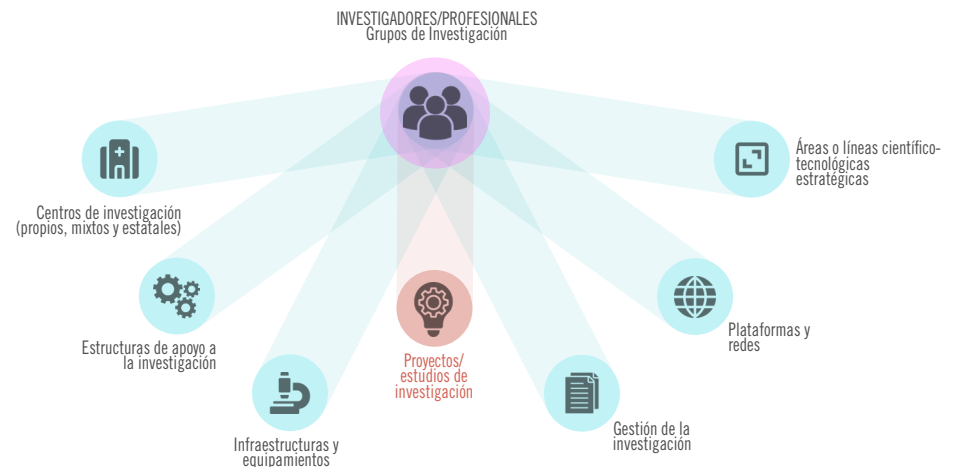 INVESTIGADORES/PROFESIONALES
Grupos de Investigación
Áreas o líneas científico-
tecnológicas
estratégicas
Centros de investigación
(propios, mixtos y estatales)
Plataformas y
redes
Estructuras de apoyo a
la investigación
Proyectos/
estudios de
investigación
Gestión de la
investigación
Infraestructuras y
equipamientos